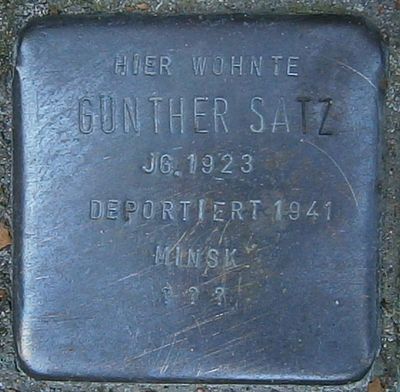 HIER WOHNTE
GÜNTHER SATZ
JG. 1923
DEPORTIERT 1941
MINSK
? ? ?